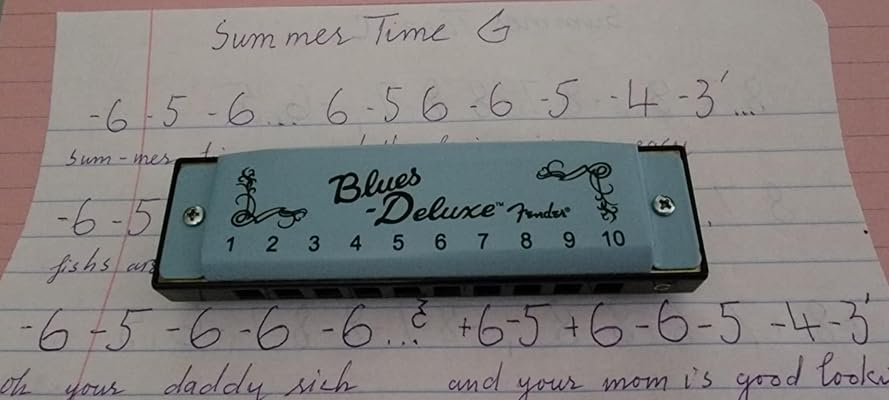 Summer Time G
-6 -5 -6... 6 -5 6 -6 -5 -4 -3'...
Sum-mer
Blues
-Deluxe™ Fender®
1 2 3 4 5 6 7 8 9 10
C
-6 -5
fishs are
-6 -5 -6 -6 -6... +6 -5 +6 -6 -5 -4 -3'
oh your daddy rich and your mom is good looki